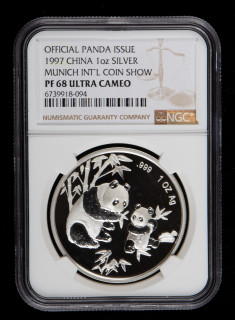 OFFICIAL PANDA ISSUE
1997 CHINA 1oz SILVER
MUNICH INT'L COIN SHOW
PF 68 ULTRA CAMEO
6739918-094
NUMISMATIC GUARANTY COMPANY
NGC
.999 1 OZ Ag